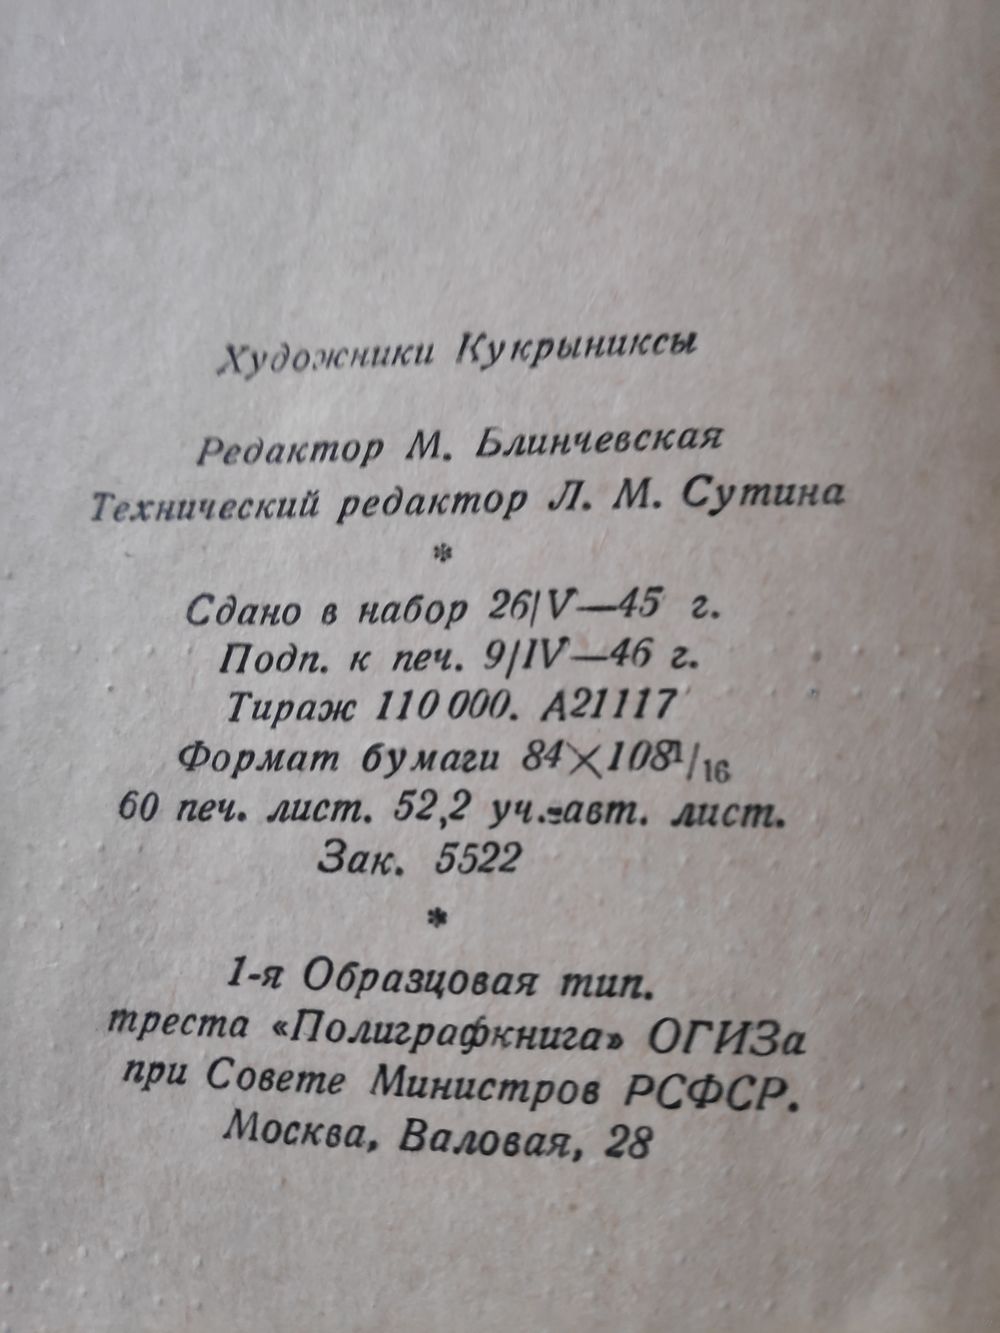 Художники Кукрыниксы
Редактор М. Блинчевская
Технический редактор Л. М. Сутина
*
Сдано в набор 26/V—45 г.
Подп. к печ. 9/IV—46 г.
Тираж 110 000. А21117
Формат бумаги 84×108¹/₁₆
60 печ. лист. 52,2 уч.-авт. лист.
Зак. 5522
*
1-я Образцовая тип.
треста «Полиграфкнига» ОГИЗа
при Совете Министров РСФСР.
Москва, Валовая, 28